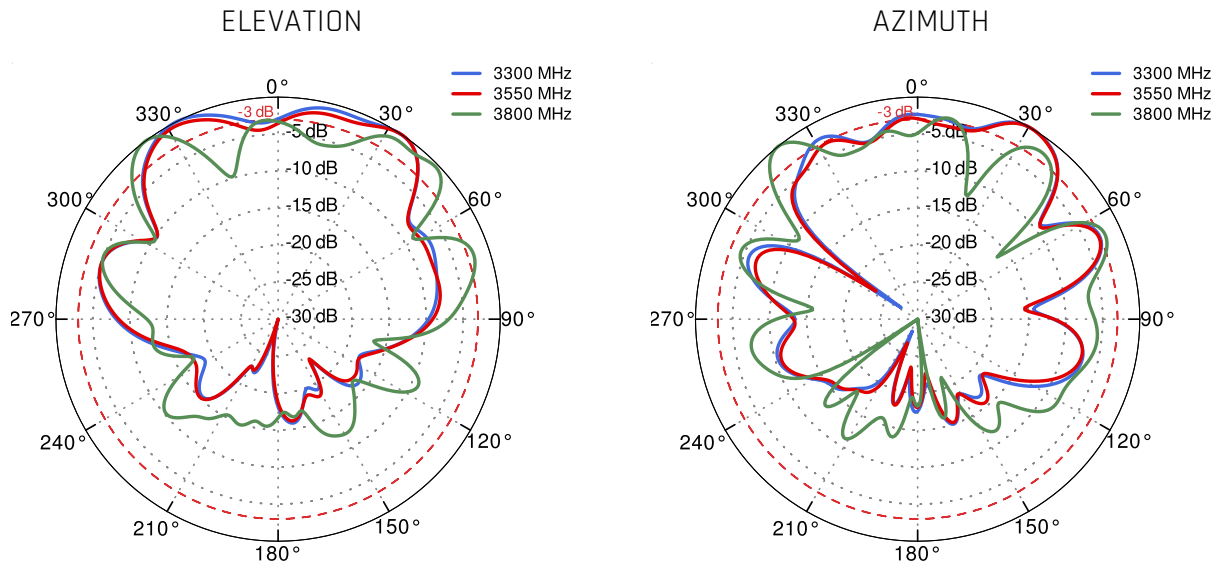 ELEVATION
AZIMUTH
3300 MHz
3550 MHz
3800 MHz
0°
30°
60°
90°
120°
150°
180°
210°
240°
270°
300°
330°
-3 dB
-5 dB
-10 dB
-15 dB
-20 dB
-25 dB
-30 dB
3300 MHz
3550 MHz
3800 MHz
0°
30°
60°
90°
120°
150°
180°
210°
240°
270°
300°
330°
-3 dB
-5 dB
-10 dB
-15 dB
-20 dB
-25 dB
-30 dB